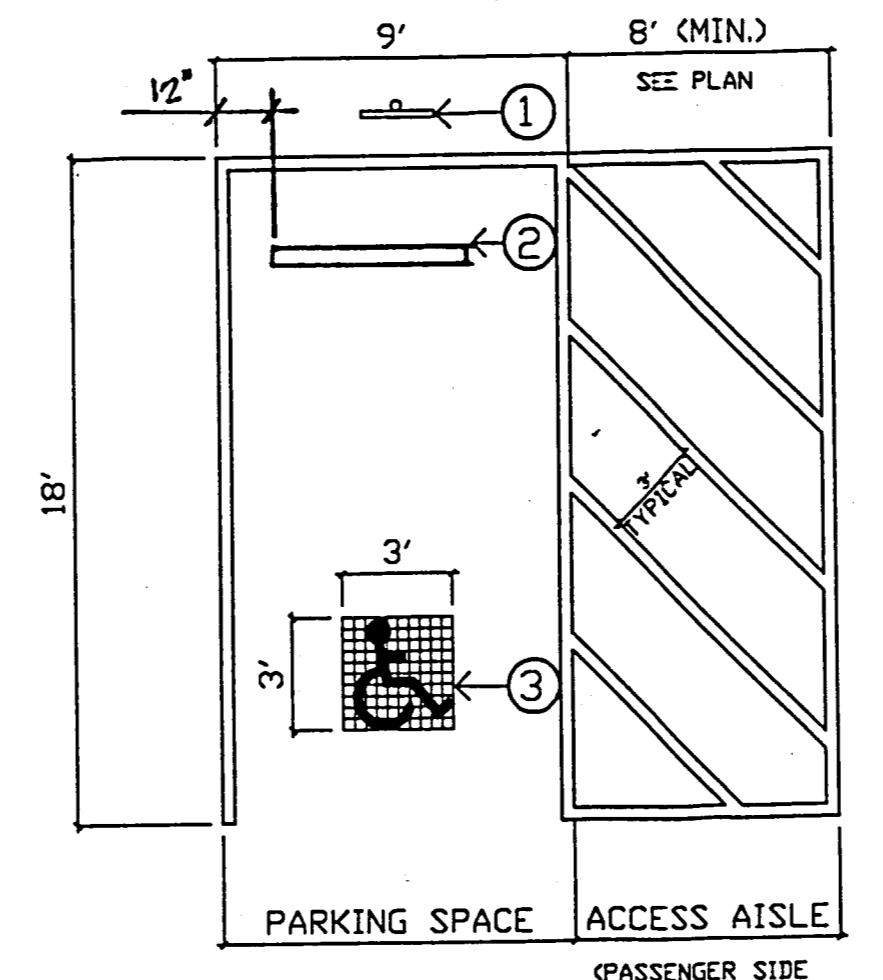 9'
8' (MIN.)
SEE PLAN
12"
1
2
18'
3'
TYPICAL
3'
3'
3
PARKING SPACE
ACCESS AISLE
(PASSENGER SIDE